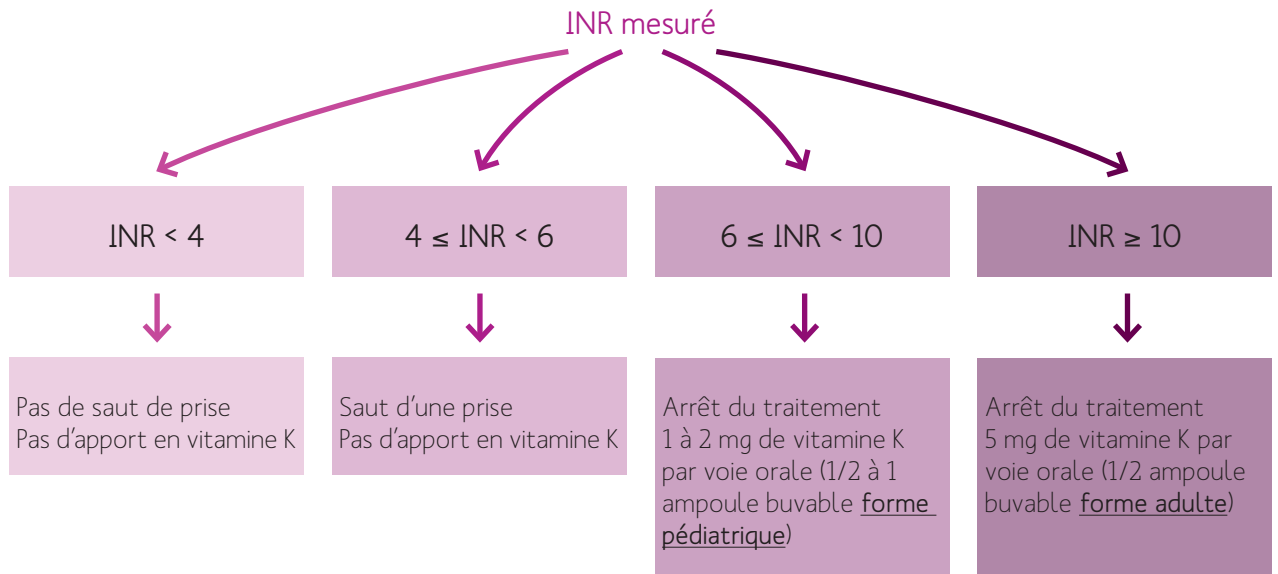 INR mesuré
INR < 4
4 ≤ INR < 6
6 ≤ INR < 10
INR ≥ 10
Pas de saut de prise
Pas d'apport en vitamine K
Saut d'une prise
Pas d'apport en vitamine K
Arrêt du traitement
1 à 2 mg de vitamine K
par voie orale (1/2 à 1
ampoule buvable forme
pédiatrique)
Arrêt du traitement
5 mg de vitamine K par
voie orale (1/2 ampoule
buvable forme adulte)